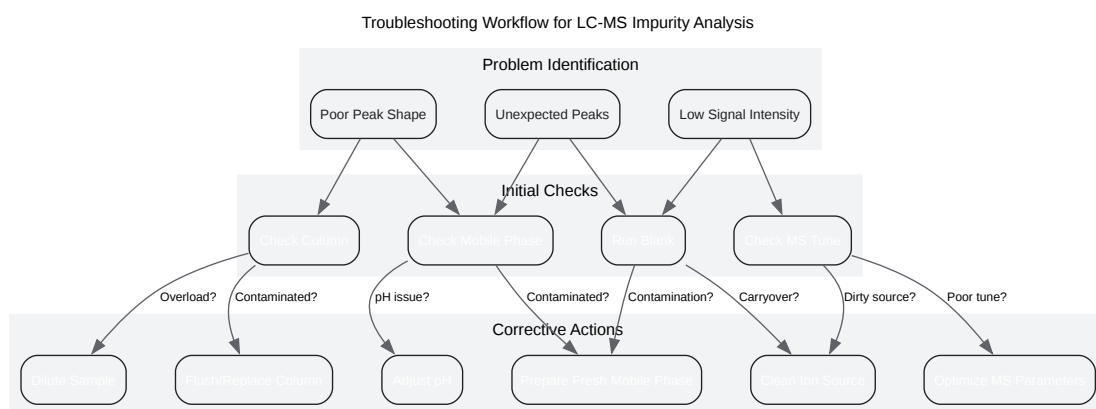 Troubleshooting Workflow for LC-MS Impurity Analysis
Problem Identification
Poor Peak Shape
Unexpected Peaks
Low Signal Intensity
Initial Checks
Check Column
Check Mobile Phase
Run Blank
Check MS Tune
Overload?
Contaminated?
pH issue?
Contaminated?
Contamination?
Carryover?
Dirty source?
Poor tune?
Corrective Actions
Dilute Sample
Flush/Replace Column
Adjust pH
Prepare Fresh Mobile Phase
Clean Ion Source
Optimize MS Parameters